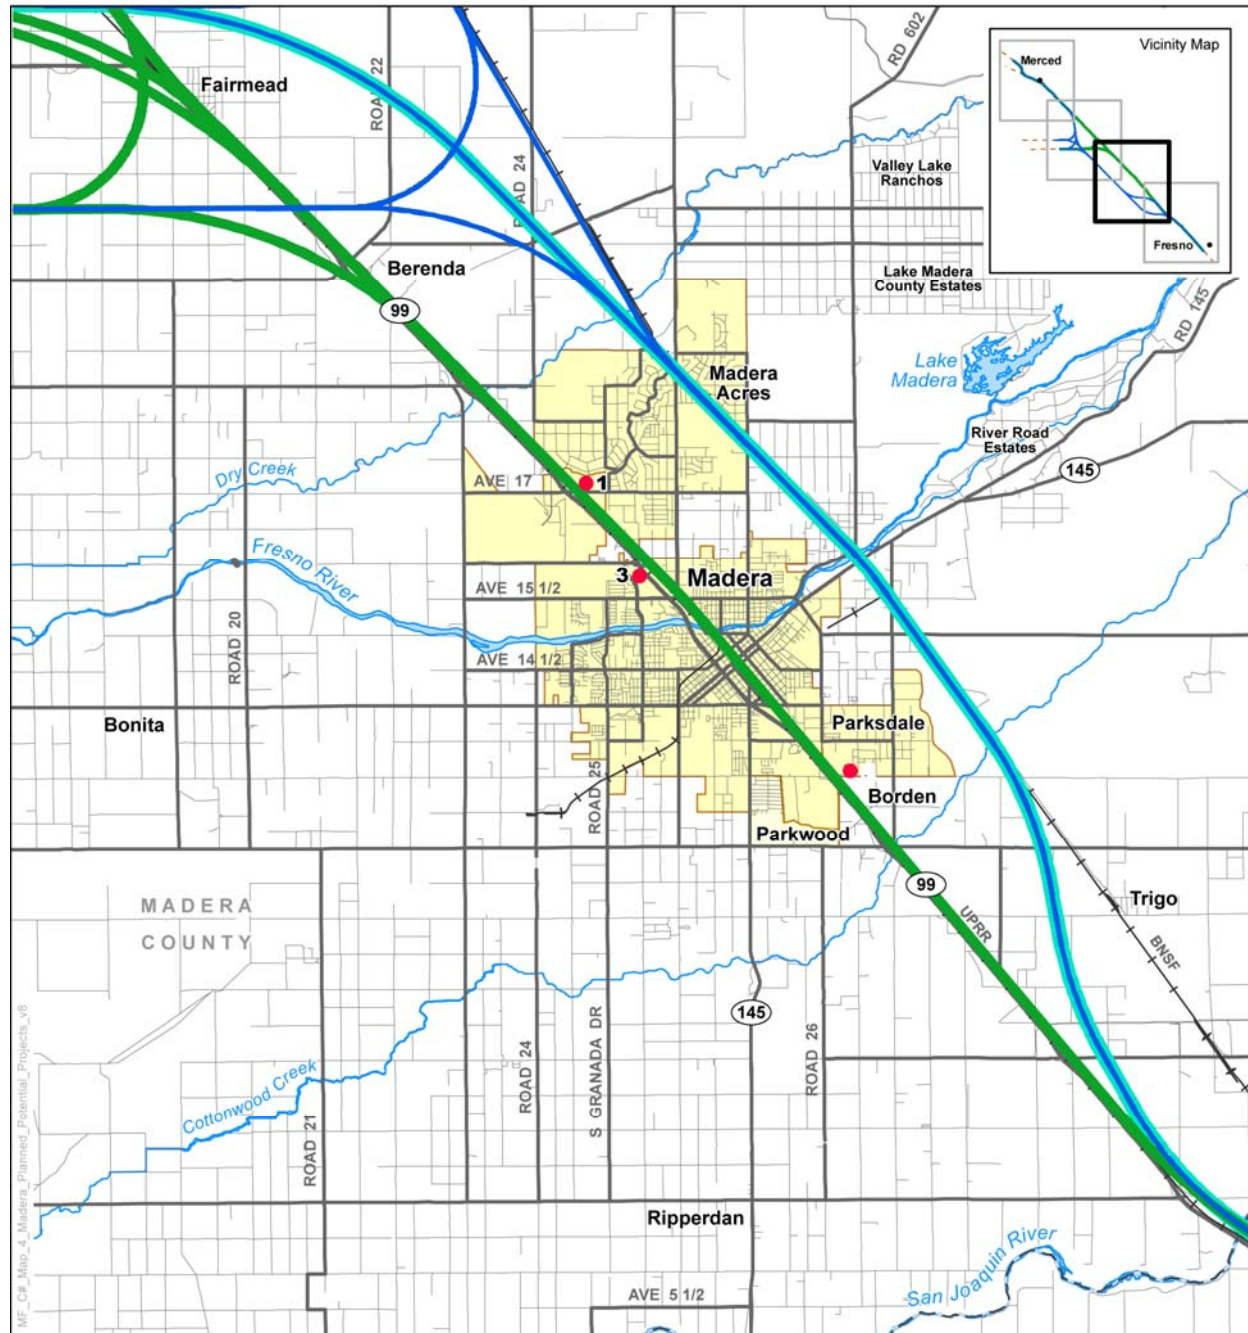 Fairmead
ROAD 22
RD 602
Vicinity Map
Merced
Fresno
ROAD 24
Valley Lake
Ranchos
Berenda
99
Lake Madera
County Estates
RD 145
Lake
Madera
Madera
Acres
River Road
Estates
145
Dry Creek
AVE 17
1
Fresno River
3
Madera
AVE 15 1/2
ROAD 20
AVE 14 1/2
Bonita
Parksdale
ROAD 25
Borden
Parkwood
99
MADERA
COUNTY
UPRR
Trigo
BNSF
145
ROAD 24
S GRANADA DR
ROAD 26
Cottonwood Creek
ROAD 21
Ripperdan
San Joaquin River
AVE 5 1/2
MF_C#_Map_4_Madera_Planned_Potential_Projects_v8